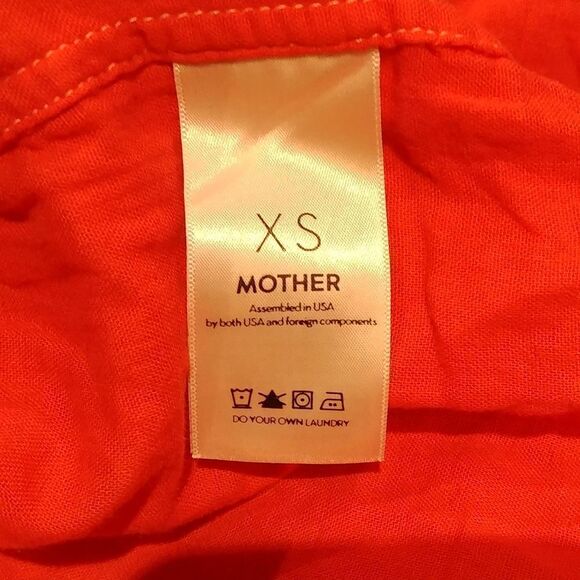 XS
MOTHER
Assembled in USA
by both USA and foreign components
DO YOUR OWN LAUNDRY